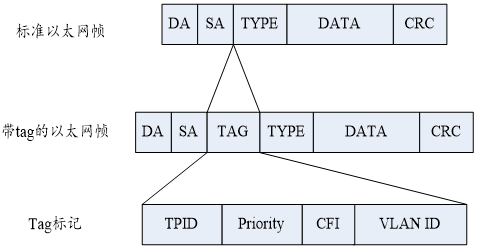 标准以太网帧 DA SA TYPE DATA CRC
带tag的以太网帧 DA SA TAG TYPE DATA CRC
Tag标记 TPID Priority CFI VLAN ID